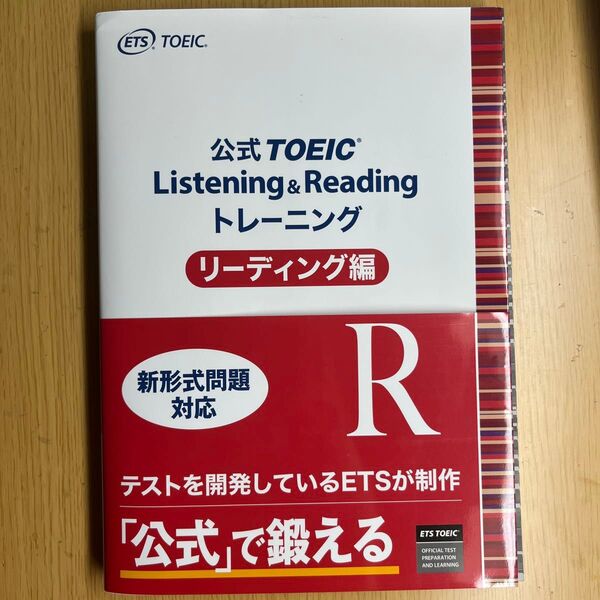 ETS TOEIC®
公式 TOEIC®
Listening & Reading
トレーニング
リーディング編
R
新形式問題
対応
テストを開発しているETSが制作
「公式」で鍛える
ETS TOEIC®
OFFICIAL TEST
PREPARATION
AND LEARNING